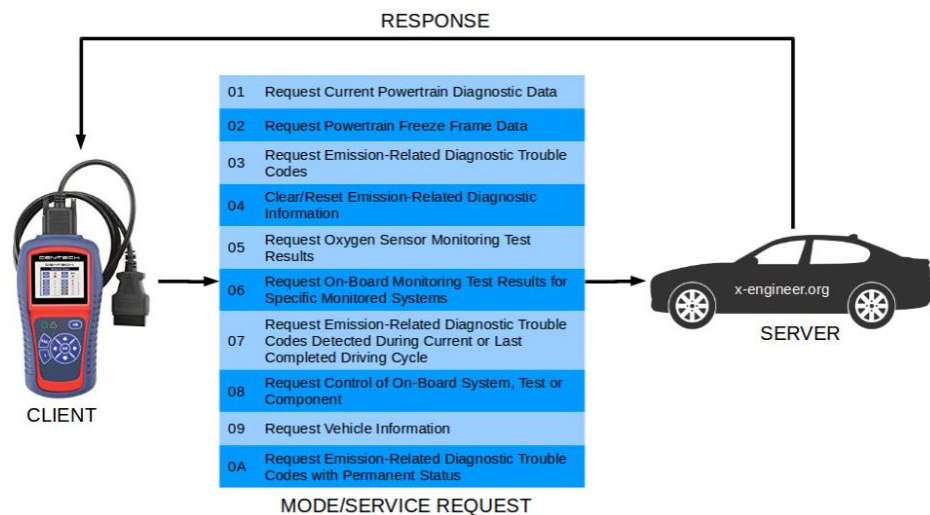 RESPONSE
01 Request Current Powertrain Diagnostic Data
02 Request Powertrain Freeze Frame Data
03 Request Emission-Related Diagnostic Trouble
Codes
04 Clear/Reset Emission-Related Diagnostic
Information
05 Request Oxygen Sensor Monitoring Test
Results
06 Request On-Board Monitoring Test Results for
Specific Monitored Systems
07 Request Emission-Related Diagnostic Trouble
Codes Detected During Current or Last
Completed Driving Cycle
08 Request Control of On-Board System, Test or
Component
09 Request Vehicle Information
0A Request Emission-Related Diagnostic Trouble
Codes with Permanent Status
MODE/SERVICE REQUEST
CENTECH
CLIENT
x-engineer.org
SERVER